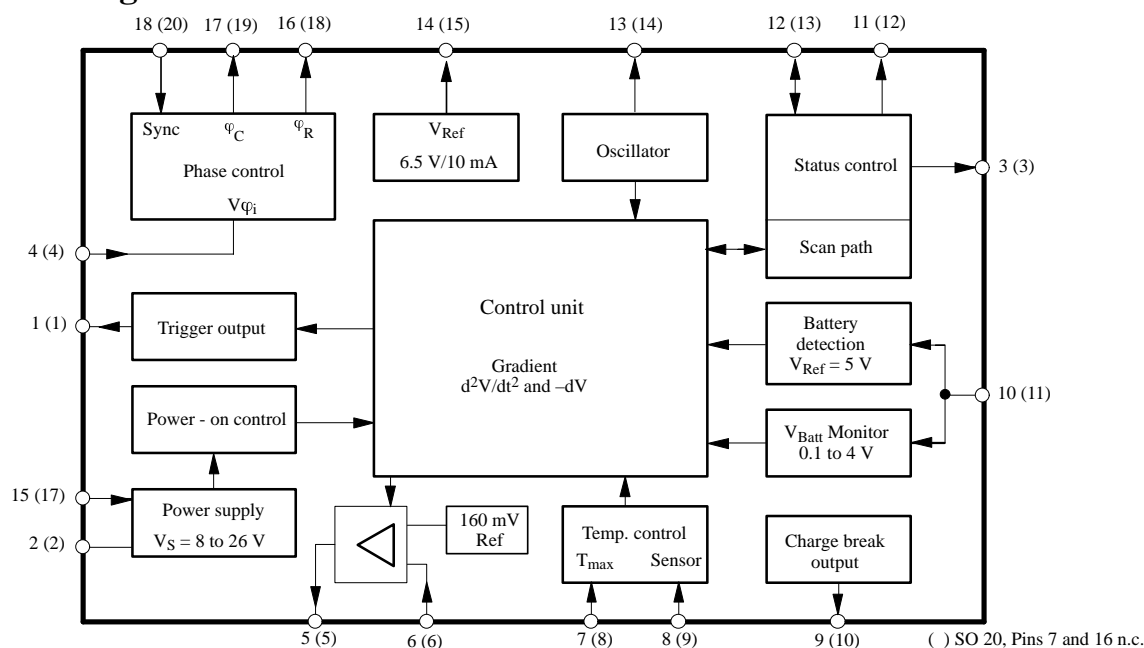 18 (20) 17 (19) 16 (18) 14 (15) 13 (14) 12 (13) 11 (12)
Sync φC φR
Phase control
Vφi
VRef
6.5 V/10 mA
Oscillator
Status control
3 (3)
Scan path
4 (4)
Control unit
Gradient
d²V/dt² and –dV
1 (1)
Trigger output
Battery
detection
VRef = 5 V
10 (11)
Power - on control
VBatt Monitor
0.1 to 4 V
15 (17)
Power supply
VS = 8 to 26 V
2 (2)
160 mV
Ref
Temp. control
Tmax Sensor
Charge break
output
5 (5) 6 (6) 7 (8) 8 (9) 9 (10)
( ) SO 20, Pins 7 and 16 n.c.